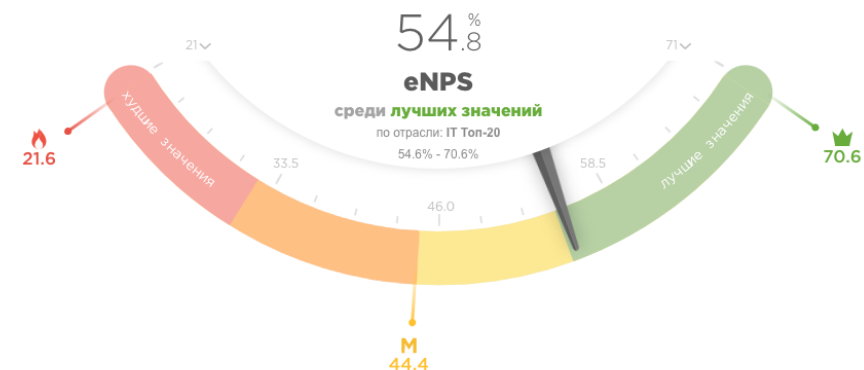 54.8%
21
71
eNPS
среди лучших значений
по отрасли: IT Топ-20
54.6% - 70.6%
худшие значения
лучшие значения
21.6
70.6
33.5
58.5
46.0
M
44.4